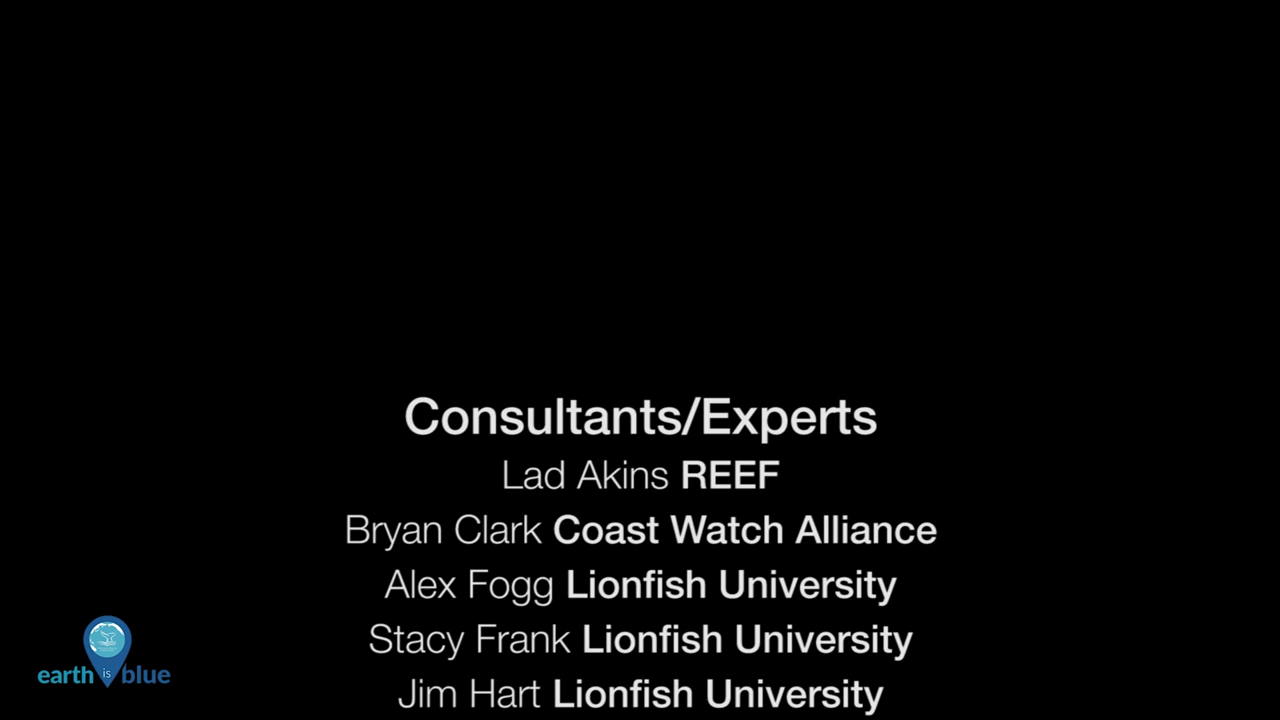 Consultants/Experts
Lad Akins REEF
Bryan Clark Coast Watch Alliance
Alex Fogg Lionfish University
Stacy Frank Lionfish University
Jim Hart Lionfish University
earth is blue